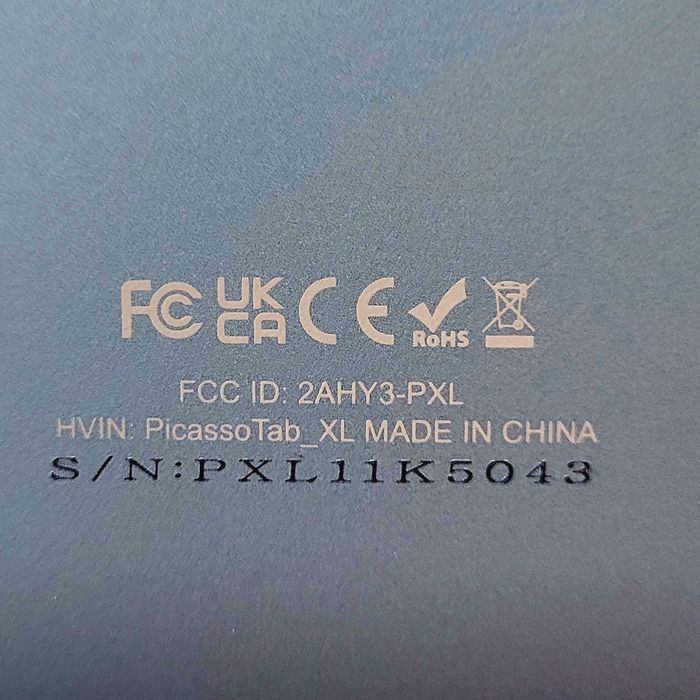 FC UK CA CE RoHS
FCC ID: 2AHY3-PXL
HVIN: PicassoTab_XL MADE IN CHINA
S/N:PXL11K5043